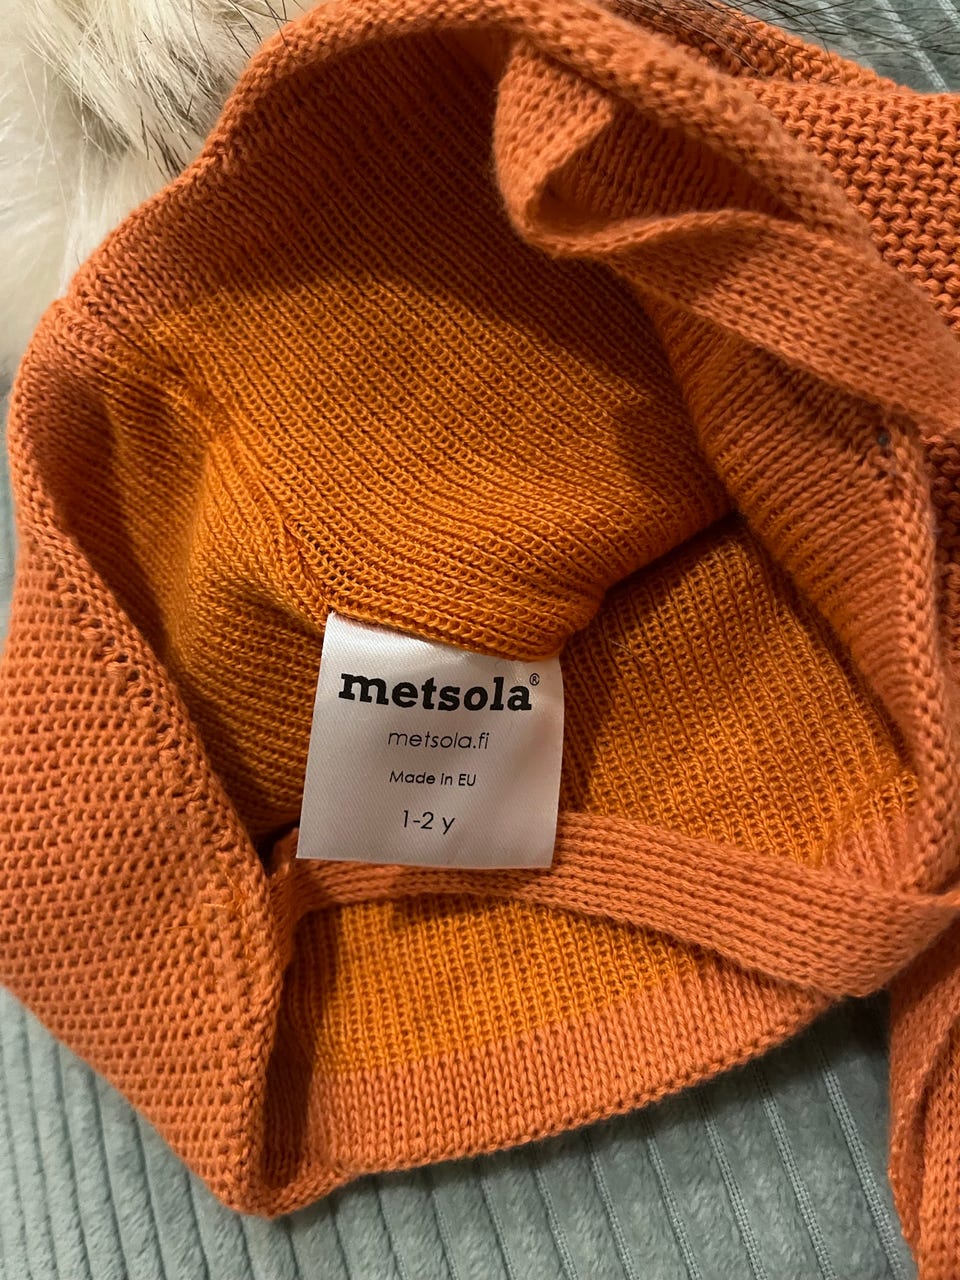 metsola®
metsola.fi
Made in EU
1-2 y